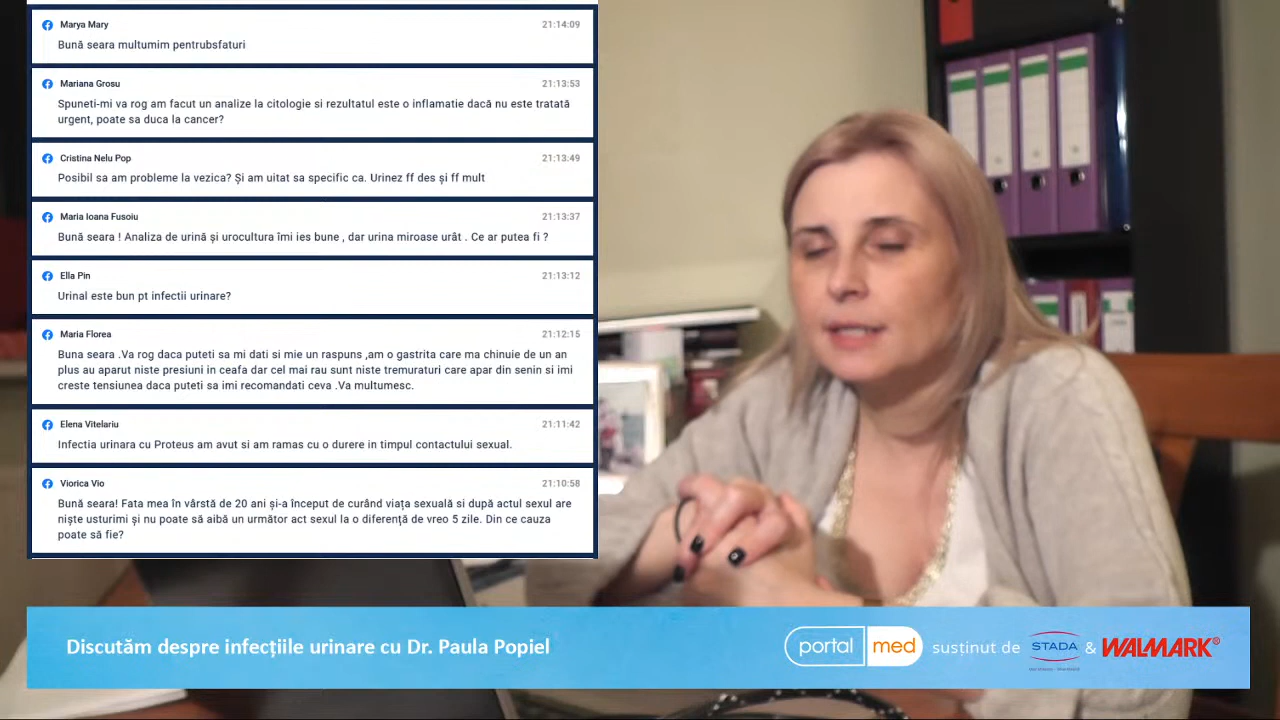 Marya Mary 21:14:09
Bună seara multumim pentrubsfaturi
Mariana Grosu 21:13:53
Spuneti-mi va rog am facut un analize la citologie si rezultatul este o inflamatie dacă nu este tratată
urgent, poate sa duca la cancer?
Cristina Nelu Pop 21:13:49
Posibil sa am probleme la vezica? Și am uitat sa specific ca. Urinez ff des și ff mult
Maria Ioana Fusoiu 21:13:37
Bună seara ! Analiza de urină și urocultura îmi ies bune , dar urina miroase urât . Ce ar putea fi ?
Ella Pin 21:13:12
Urinal este bun pt infectii urinare?
Maria Florea 21:12:15
Buna seara .Va rog daca puteti sa mi dati si mie un raspuns ,am o gastrita care ma chinuie de un an
plus au aparut niste presiuni in ceafa dar cel mai rau sunt niste tremuraturi care apar din senin si imi
creste tensiunea daca puteti sa imi recomandati ceva .Va multumesc.
Elena Vitelariu 21:11:42
Infectia urinara cu Proteus am avut si am ramas cu o durere in timpul contactului sexual.
Viorica Vio 21:10:58
Bună seara! Fata mea în vârstă de 20 ani și-a început de curând viața sexuală si după actul sexul are
niște usturimi și nu poate să aibă un următor act sexul la o diferență de vreo 5 zile. Din ce cauza
poate să fie?
Discutăm despre infecțiile urinare cu Dr. Paula Popiel
portal med susținut de STADA & WALMARK®